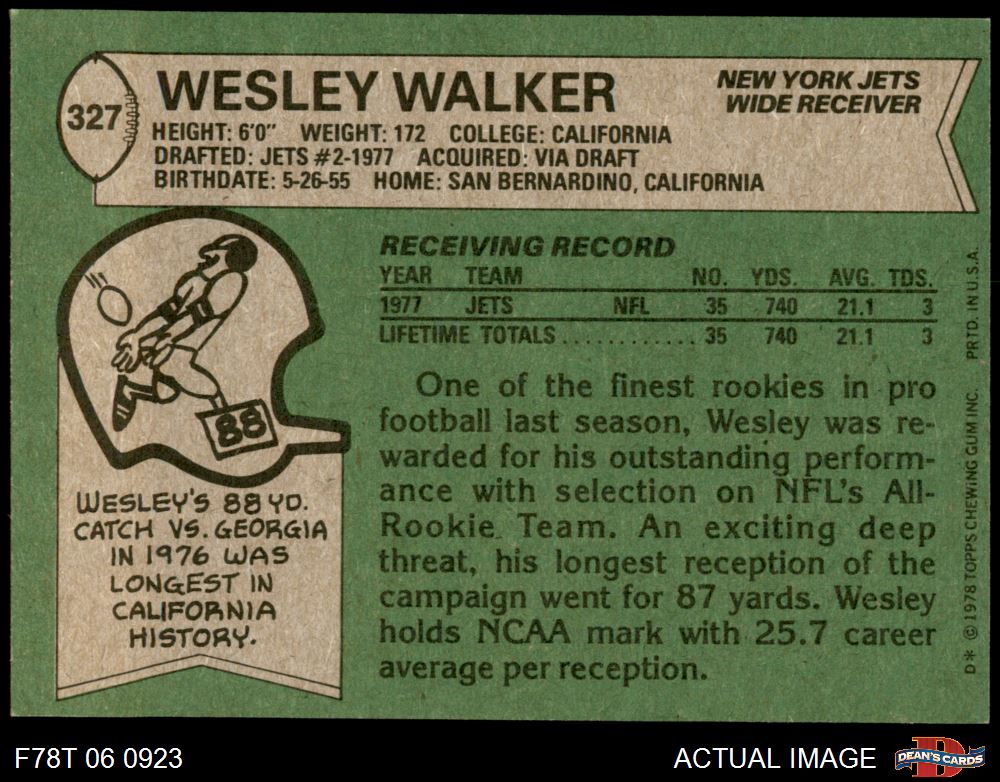 327
WESLEY WALKER
NEW YORK JETS
WIDE RECEIVER
HEIGHT: 6'0" WEIGHT: 172 COLLEGE: CALIFORNIA
DRAFTED: JETS #2-1977 ACQUIRED: VIA DRAFT
BIRTHDATE: 5-26-55 HOME: SAN BERNARDINO, CALIFORNIA
88
WESLEY'S 88 YD.
CATCH VS. GEORGIA
IN 1976 WAS
LONGEST IN
CALIFORNIA
HISTORY.
RECEIVING RECORD
YEAR TEAM NO. YDS. AVG. TDS.
1977 JETS NFL 35 740 21.1 3
LIFETIME TOTALS............ 35 740 21.1 3
One of the finest rookies in pro
football last season, Wesley was re-
warded for his outstanding perform-
ance with selection on NFL's All-
Rookie Team. An exciting deep
threat, his longest reception of the
campaign went for 87 yards. Wesley
holds NCAA mark with 25.7 career
average per reception.
D* © 1978 TOPPS CHEWING GUM INC. PRTD. IN U.S.A.
F78T 06 0923
ACTUAL IMAGE
D
DEAN'S CARDS